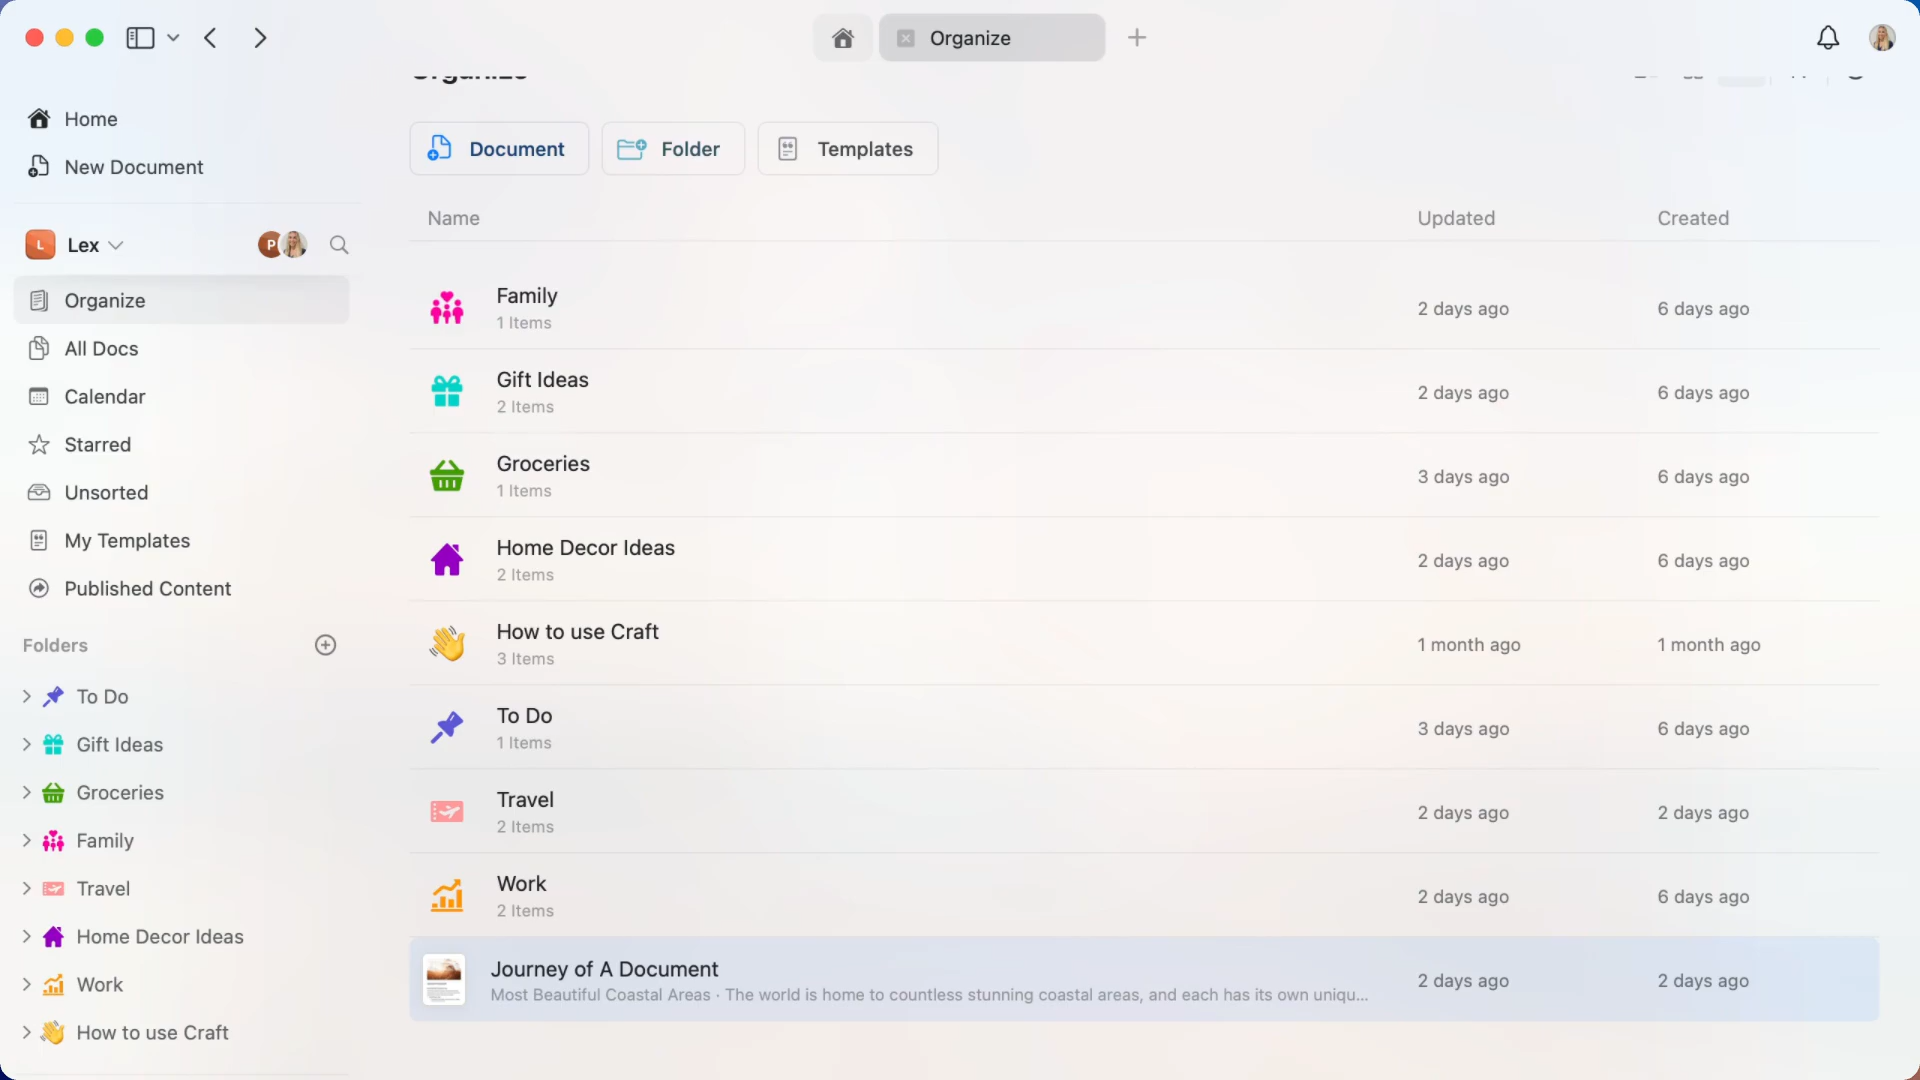 Organize
Organize
Home
New Document
L
Lex
P
Organize
All Docs
Calendar
Starred
Unsorted
My Templates
Published Content
Folders
To Do
Gift Ideas
Groceries
Family
Travel
Home Decor Ideas
Work
How to use Craft
Document
Folder
Templates
Name
Updated
Created
Family
1 Items
2 days ago
6 days ago
Gift Ideas
2 Items
2 days ago
6 days ago
Groceries
1 Items
3 days ago
6 days ago
Home Decor Ideas
2 Items
2 days ago
6 days ago
How to use Craft
3 Items
1 month ago
1 month ago
To Do
1 Items
3 days ago
6 days ago
Travel
2 Items
2 days ago
2 days ago
Work
2 Items
2 days ago
6 days ago
Journey of A Document
Most Beautiful Coastal Areas · The world is home to countless stunning coastal areas, and each has its own uniqu...
2 days ago
2 days ago